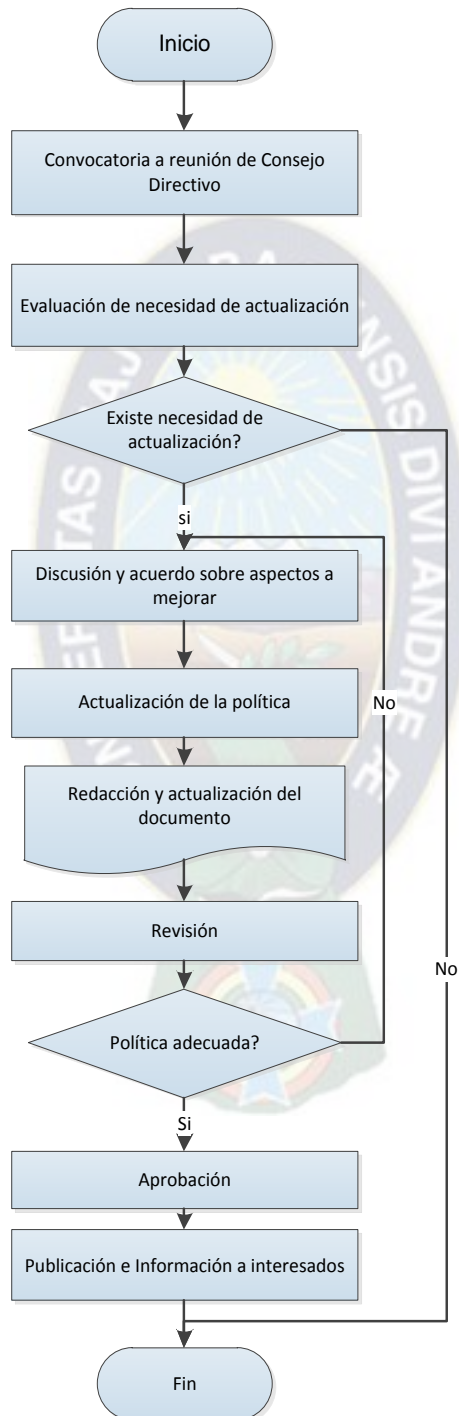 Inicio
Convocatoria a reunión de Consejo
Directivo
Evaluación de necesidad de actualización
Existe necesidad de
actualización?
si
Discusión y acuerdo sobre aspectos a
mejorar
Actualización de la política
No
Redacción y actualización del
documento
Revisión
No
Política adecuada?
Si
Aprobación
Publicación e Información a interesados
Fin